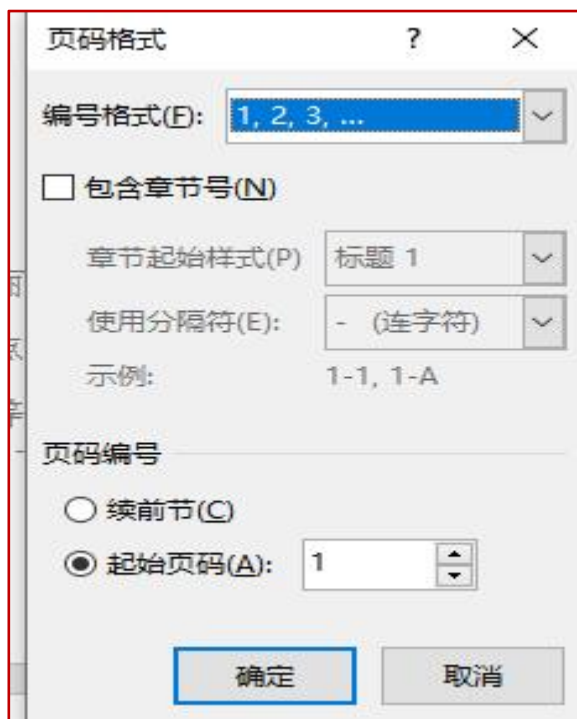 页码格式 ?
编号格式(F): 1, 2, 3, ...
包含章节号(N)
章节起始样式(P) 标题 1
使用分隔符(E): - (连字符)
示例: 1-1, 1-A
页码编号
续前节(C)
起始页码(A): 1
确定 取消